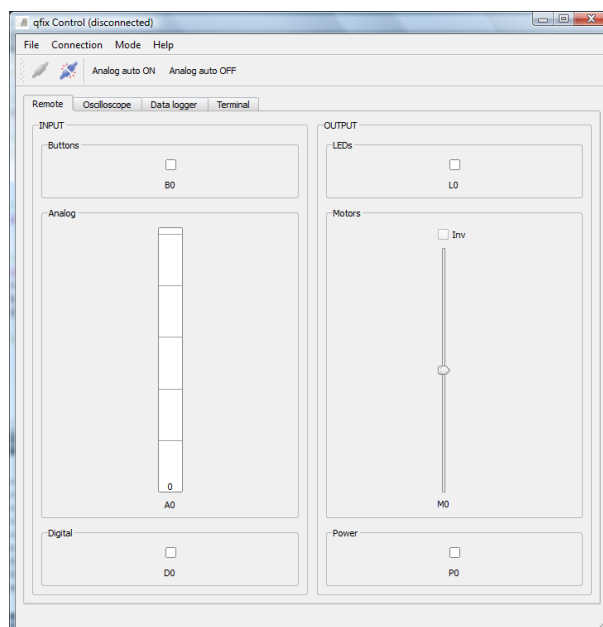 qfix Control (disconnected)
File Connection Mode Help
Analog auto ON Analog auto OFF
Remote Oscilloscope Data logger Terminal
INPUT
Buttons
B0
Analog
0
A0
Digital
D0
OUTPUT
LEDs
L0
Motors
Inv
M0
Power
P0